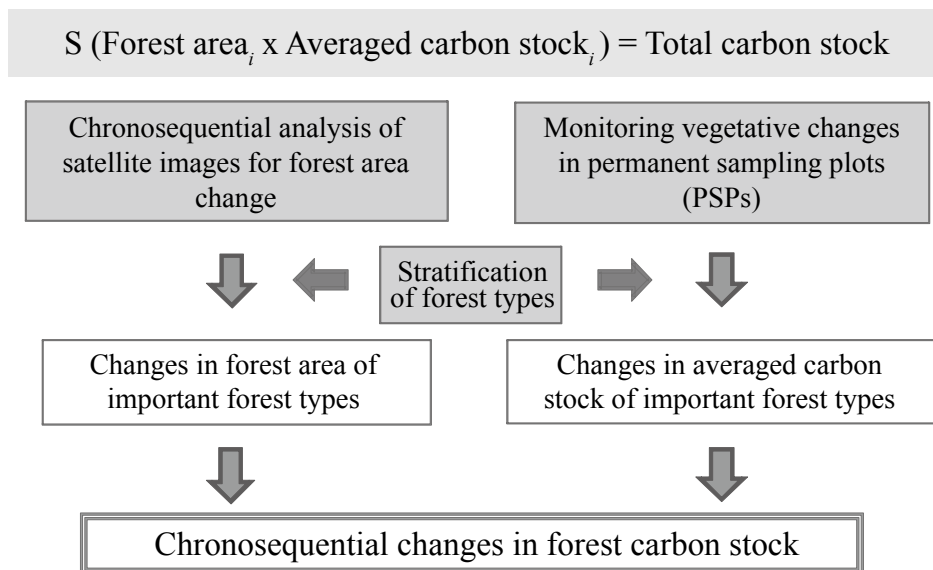 S (Forest area i x Averaged carbon stock i ) = Total carbon stock
Chronosequential analysis of
satellite images for forest area
change
Monitoring vegetative changes
in permanent sampling plots
(PSPs)
Stratification
of forest types
Changes in forest area of
important forest types
Changes in averaged carbon
stock of important forest types
Chronosequential changes in forest carbon stock